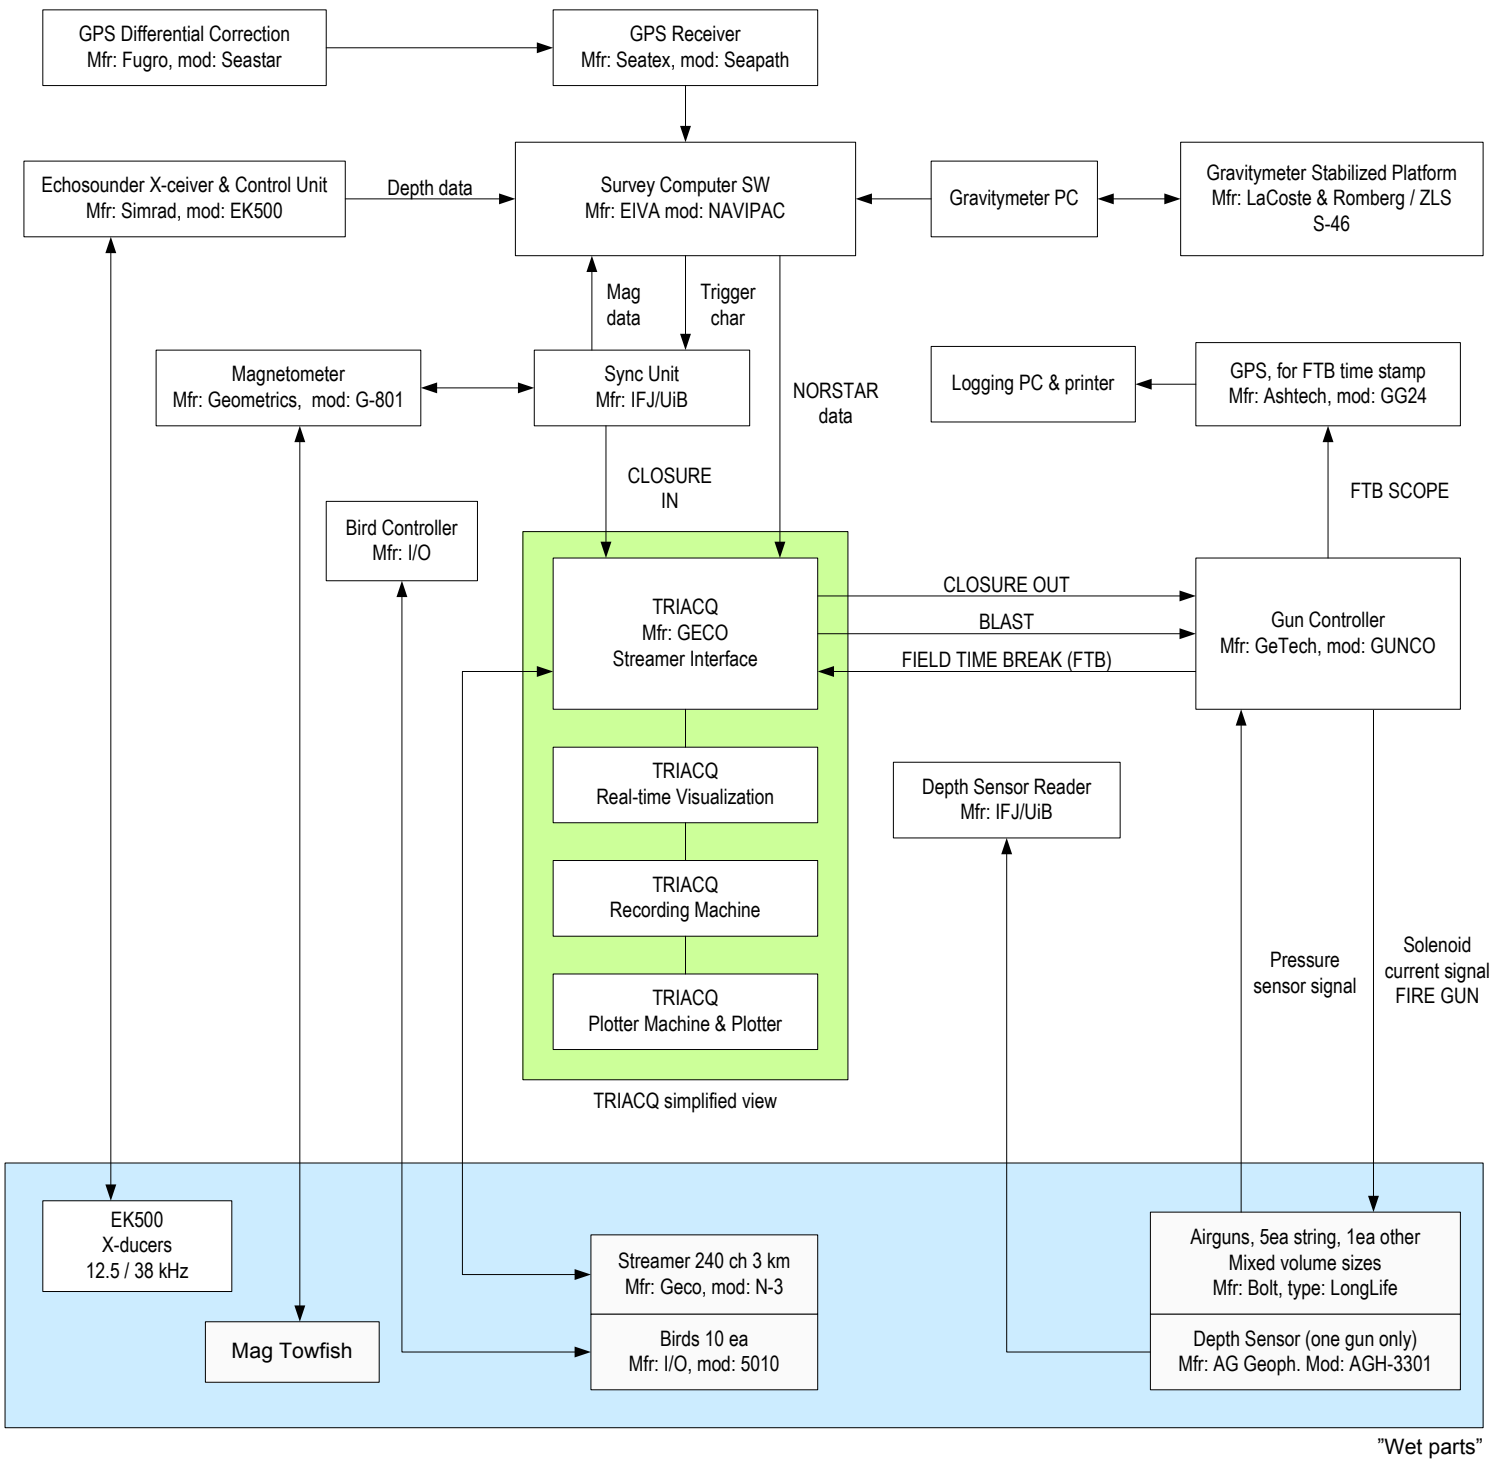 GPS Differential Correction
Mfr: Fugro, mod: Seastar
GPS Receiver
Mfr: Seatex, mod: Seapath
Echosounder X-ceiver & Control Unit
Mfr: Simrad, mod: EK500
Depth data
Survey Computer SW
Mfr: EIVA mod: NAVIPAC
Gravitymeter PC
Gravitymeter Stabilized Platform
Mfr: LaCoste & Romberg / ZLS
S-46
Mag
data
Trigger
char
NORSTAR
data
Magnetometer
Mfr: Geometrics,  mod: G-801
Sync Unit
Mfr: IFJ/UiB
Logging PC & printer
GPS, for FTB time stamp
Mfr: Ashtech, mod: GG24
CLOSURE
IN
FTB SCOPE
Bird Controller
Mfr: I/O
TRIACQ
Mfr: GECO
Streamer Interface
CLOSURE OUT
BLAST
FIELD TIME BREAK (FTB)
Gun Controller
Mfr: GeTech, mod: GUNCO
TRIACQ
Real-time Visualization
Depth Sensor Reader
Mfr: IFJ/UiB
TRIACQ
Recording Machine
Pressure
sensor signal
Solenoid
current signal
FIRE GUN
TRIACQ
Plotter Machine & Plotter
TRIACQ simplified view
EK500
X-ducers
12.5 / 38 kHz
Mag Towfish
Streamer 240 ch 3 km
Mfr: Geco, mod: N-3
Birds 10 ea
Mfr: I/O, mod: 5010
Airguns, 5ea string, 1ea other
Mixed volume sizes
Mfr: Bolt, type: LongLife
Depth Sensor (one gun only)
Mfr: AG Geoph. Mod: AGH-3301
”Wet parts”